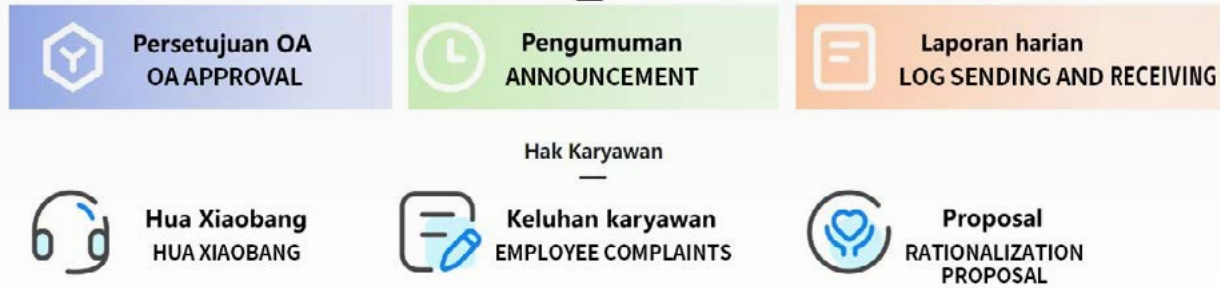 Persetujuan OA
OA APPROVAL
Pengumuman
ANNOUNCEMENT
Laporan harian
LOG SENDING AND RECEIVING
Hak Karyawan
Hua Xiaobang
HUA XIAOBANG
Keluhan karyawan
EMPLOYEE COMPLAINTS
Proposal
RATIONALIZATION
PROPOSAL